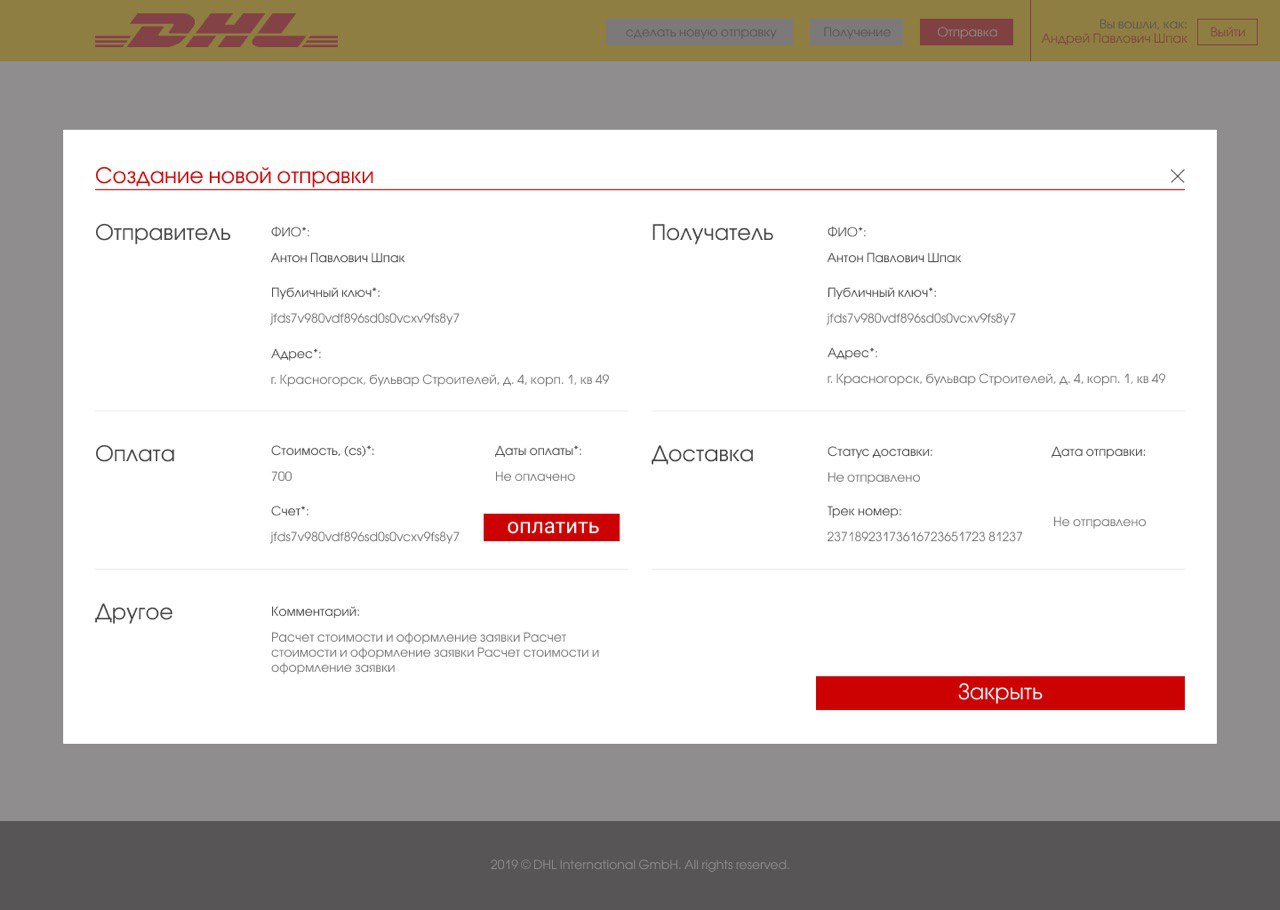 DHL
сделать новую отправку
Получение
Отправка
Вы вошли, как:
Андрей Павлович Шпак
Выйти
Создание новой отправки
Отправитель
ФИО*:
Антон Павлович Шпак
Публичный ключ*:
jfds7v980vdf896sd0s0vcxv9fs8y7
Адрес*:
г. Красногорск, бульвар Строителей, д. 4, корп. 1, кв 49
Получатель
ФИО*:
Антон Павлович Шпак
Публичный ключ*:
jfds7v980vdf896sd0s0vcxv9fs8y7
Адрес*:
г. Красногорск, бульвар Строителей, д. 4, корп. 1, кв 49
Оплата
Стоимость, (cs)*:
700
Даты оплаты*:
Не оплачено
Счет*:
jfds7v980vdf896sd0s0vcxv9fs8y7
оплатить
Доставка
Статус доставки:
Не отправлено
Дата отправки:
Трек номер:
23718923173616723651723 81237
Не отправлено
Другое
Комментарий:
Расчет стоимости и оформление заявки Расчет
стоимости и оформление заявки Расчет стоимости и
оформление заявки
Закрыть
2019 © DHL International GmbH. All rights reserved.